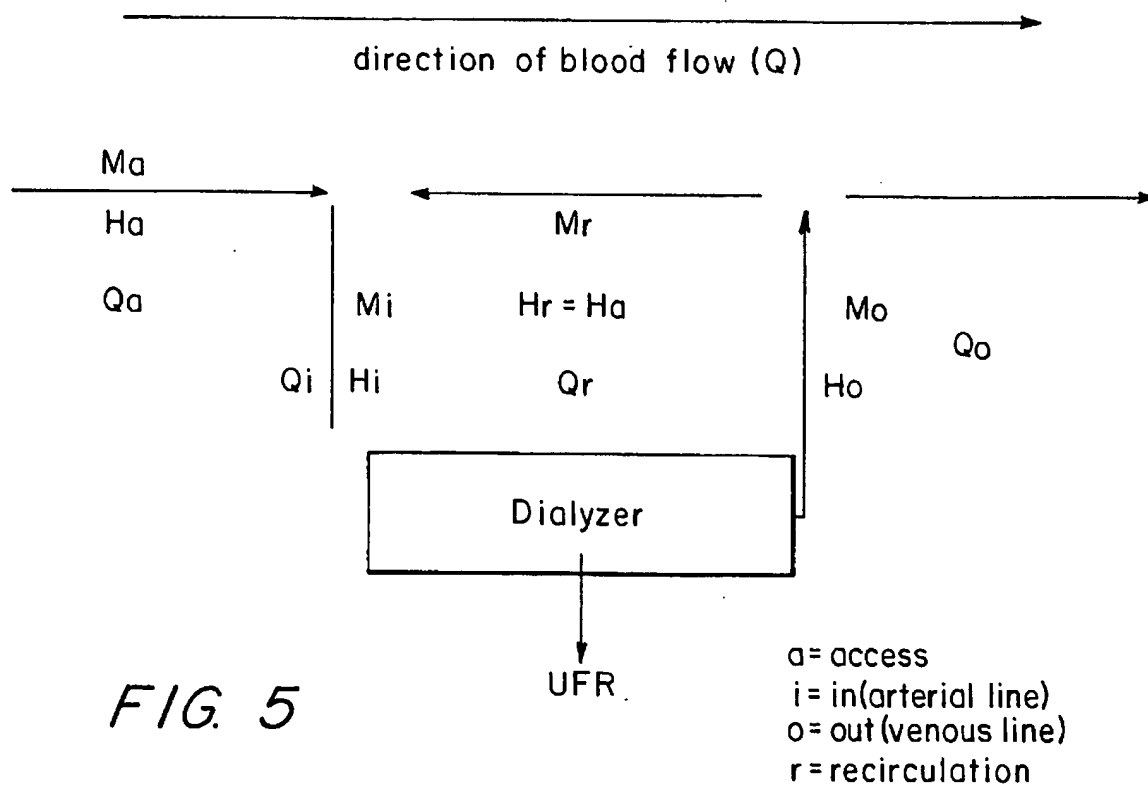 direction of blood flow (Q)
Ma
Ha
Mr
Qa
Mi
Hr = Ha
Mo
Qo
Qi
Hi
Qr
Ho
Dialyzer
UFR
a= access
i= in(arterial line)
o= out(venous line)
r= recirculation
FIG. 5